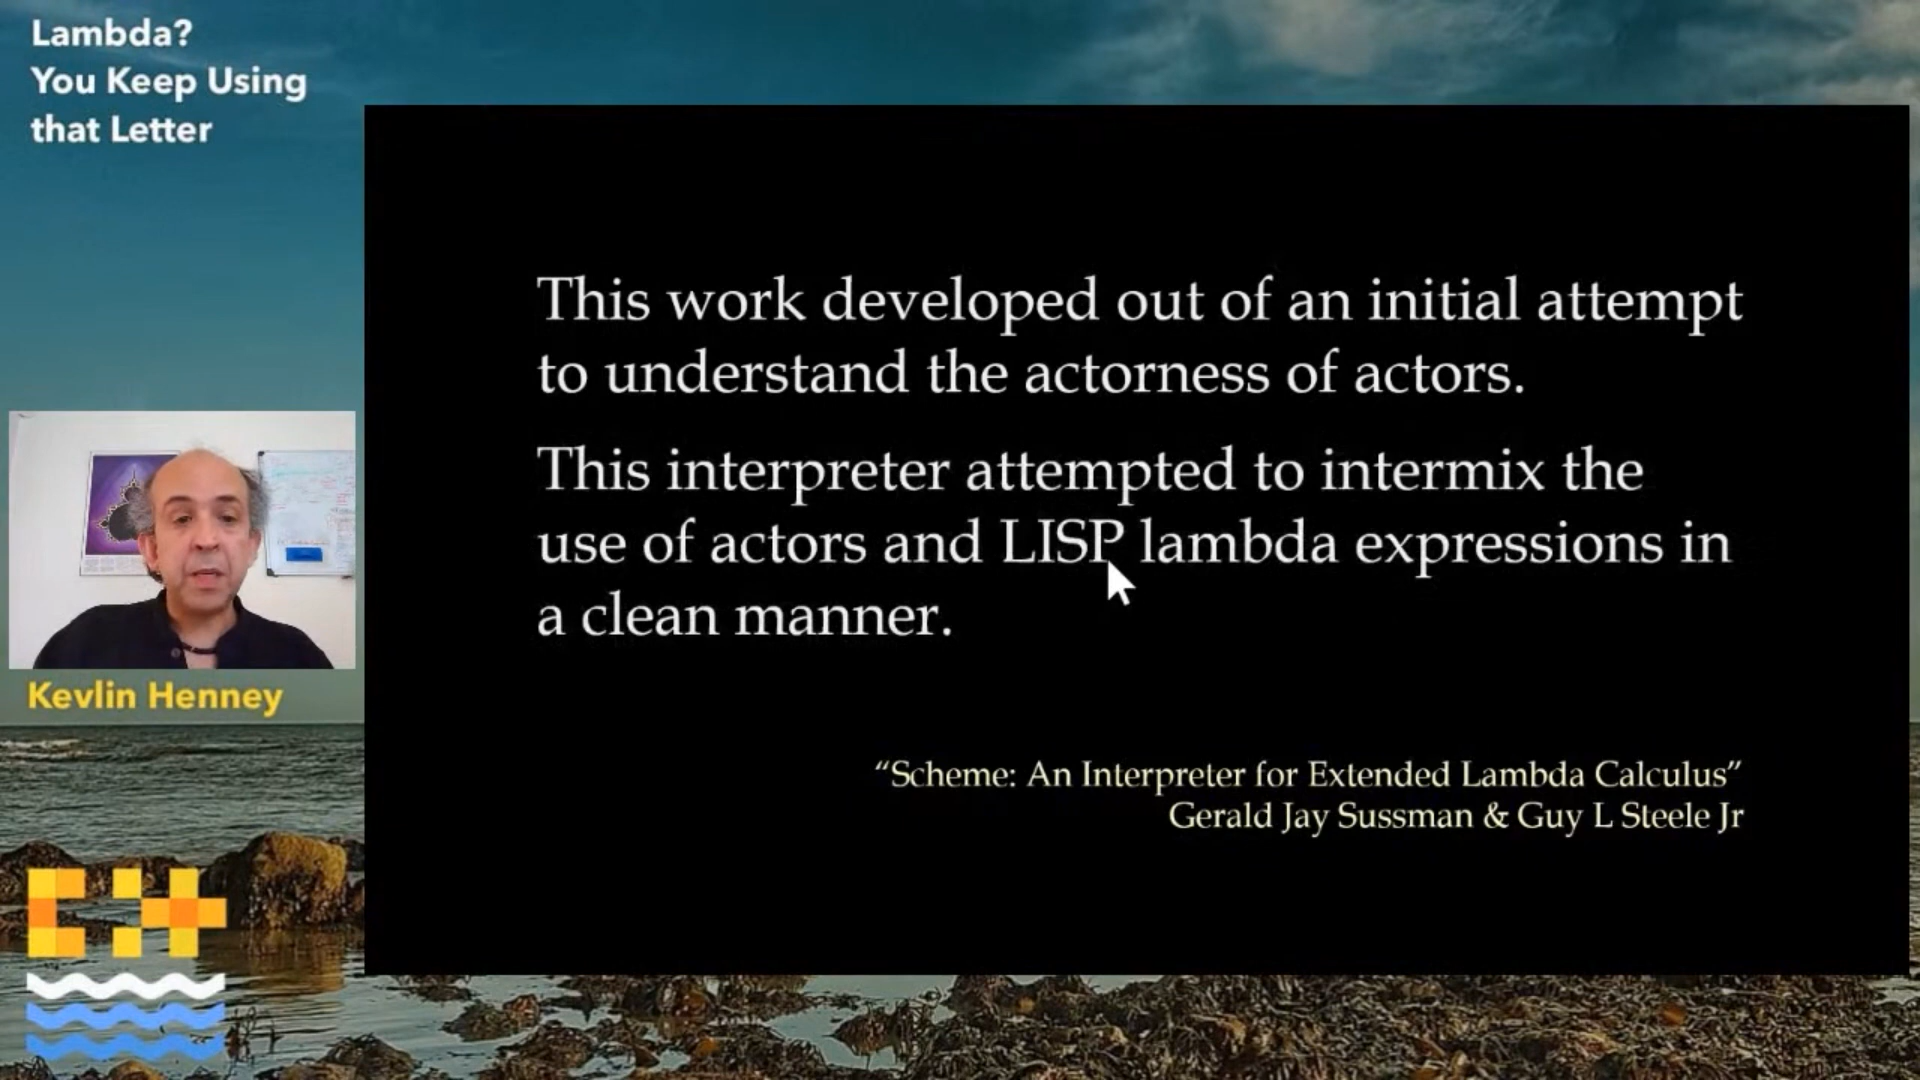 Lambda?
You Keep Using
that Letter
This work developed out of an initial attempt
to understand the actorness of actors.
This interpreter attempted to intermix the
use of actors and LISP lambda expressions in
a clean manner.
“Scheme: An Interpreter for Extended Lambda Calculus”
Gerald Jay Sussman & Guy L Steele Jr
Kevlin Henney